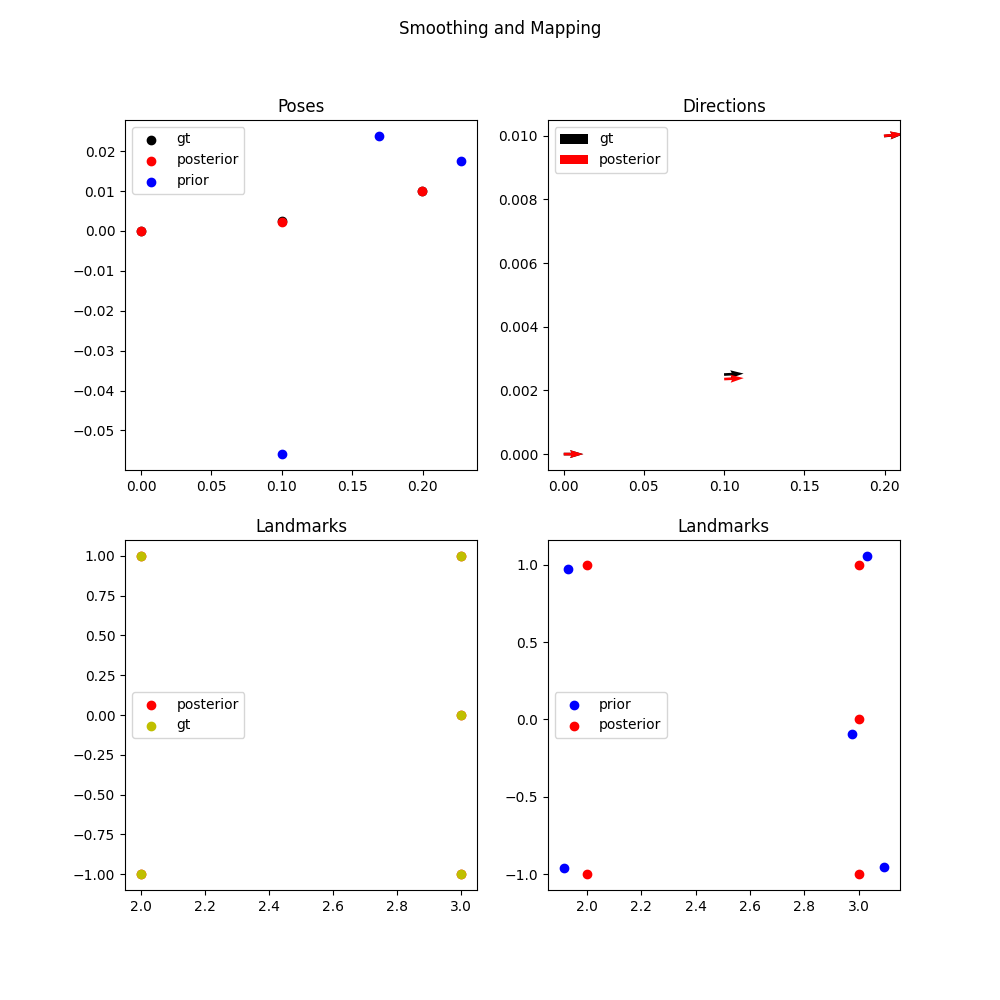 Smoothing and Mapping
Poses
gt
posterior
prior
0.02
0.01
0.00
−0.01
−0.02
−0.03
−0.04
−0.05
0.00 0.05 0.10 0.15 0.20
Directions
gt
posterior
0.010
0.008
0.006
0.004
0.002
0.000
0.00 0.05 0.10 0.15 0.20
Landmarks
1.00
0.75
0.50
0.25
0.00
−0.25
−0.50
−0.75
−1.00
posterior
gt
2.0 2.2 2.4 2.6 2.8 3.0
Landmarks
1.0
0.5
0.0
−0.5
−1.0
prior
posterior
2.0 2.2 2.4 2.6 2.8 3.0